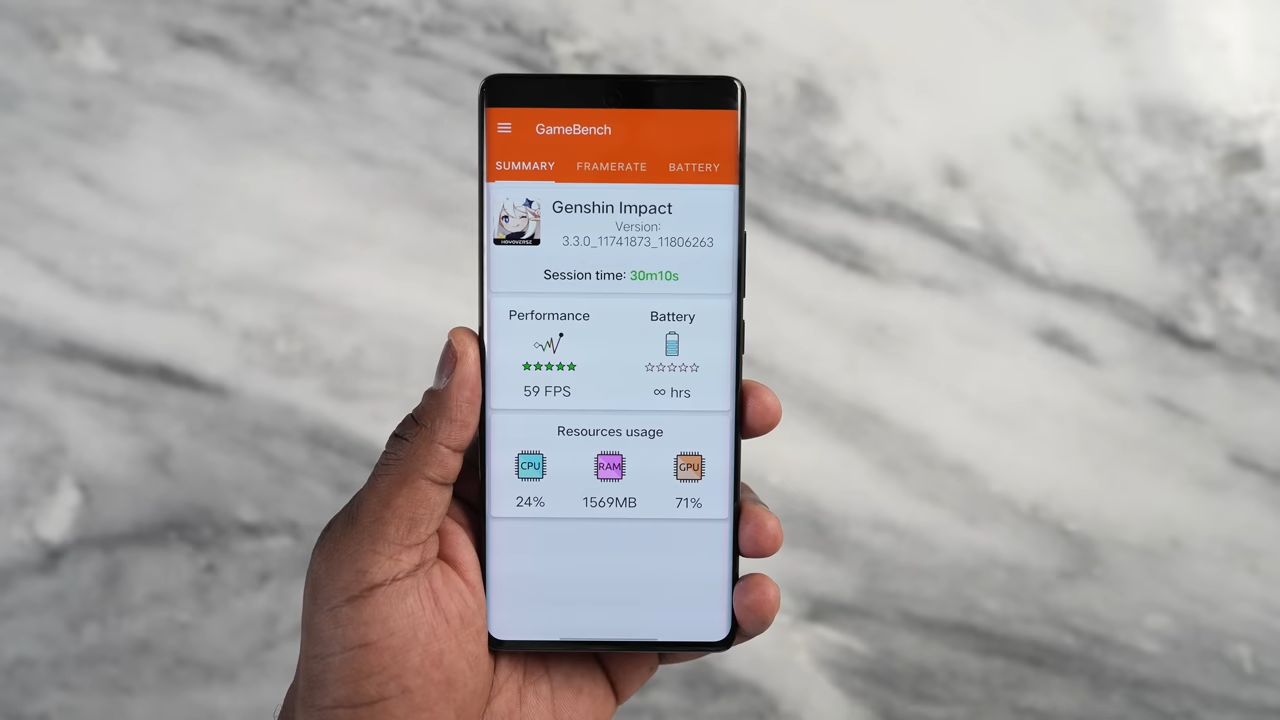 GameBench
SUMMARY FRAMERATE BATTERY
Genshin Impact
Version:
3.3.0_11741873_11806263
HOYOVERSE
Session time: 30m10s
Performance Battery
59 FPS ∞ hrs
Resources usage
CPU RAM GPU
24% 1569MB 71%